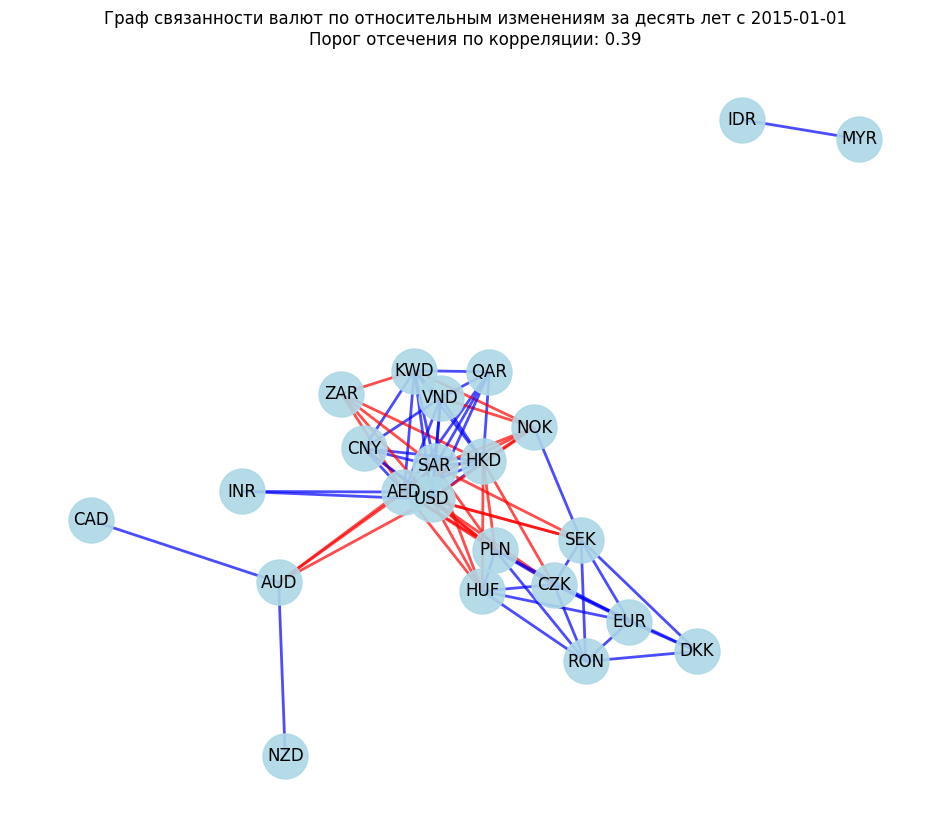 Граф связанности валют по относительным изменениям за десять лет с 2015-01-01
Порог отсечения по корреляции: 0.39
IDR
MYR
KWD
QAR
ZAR
VND
NOK
CNY
SAR
HKD
INR
AED
USD
CAD
PLN
SEK
AUD
HUF
CZK
EUR
RON
DKK
NZD